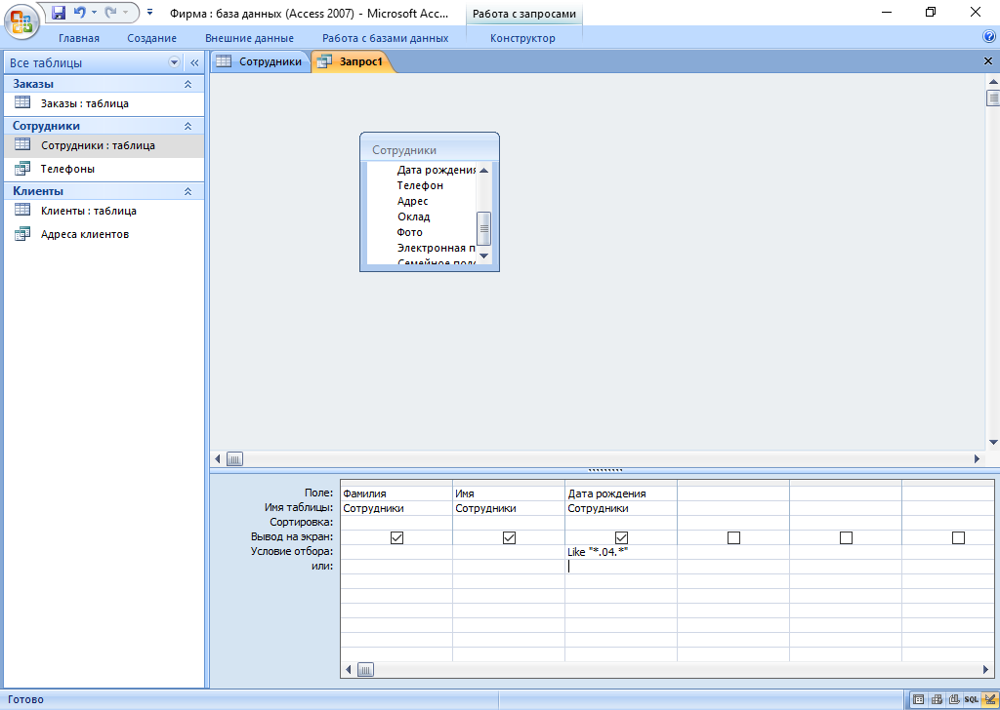 Фирма : база данных (Access 2007) - Microsoft Acc...
Работа с запросами
Главная
Создание
Внешние данные
Работа с базами данных
Конструктор
Все таблицы
Сотрудники
Запрос1
Заказы
Заказы : таблица
Сотрудники
Сотрудники : таблица
Телефоны
Клиенты
Клиенты : таблица
Адреса клиентов
Сотрудники
Дата рождения
Телефон
Адрес
Оклад
Фото
Электронная п
Семейное поло
Поле: Фамилия Имя Дата рождения
Имя таблицы: Сотрудники Сотрудники Сотрудники
Сортировка:
Вывод на экран:
Условие отбора: Like "*.04.*"
или:
Готово
SQL